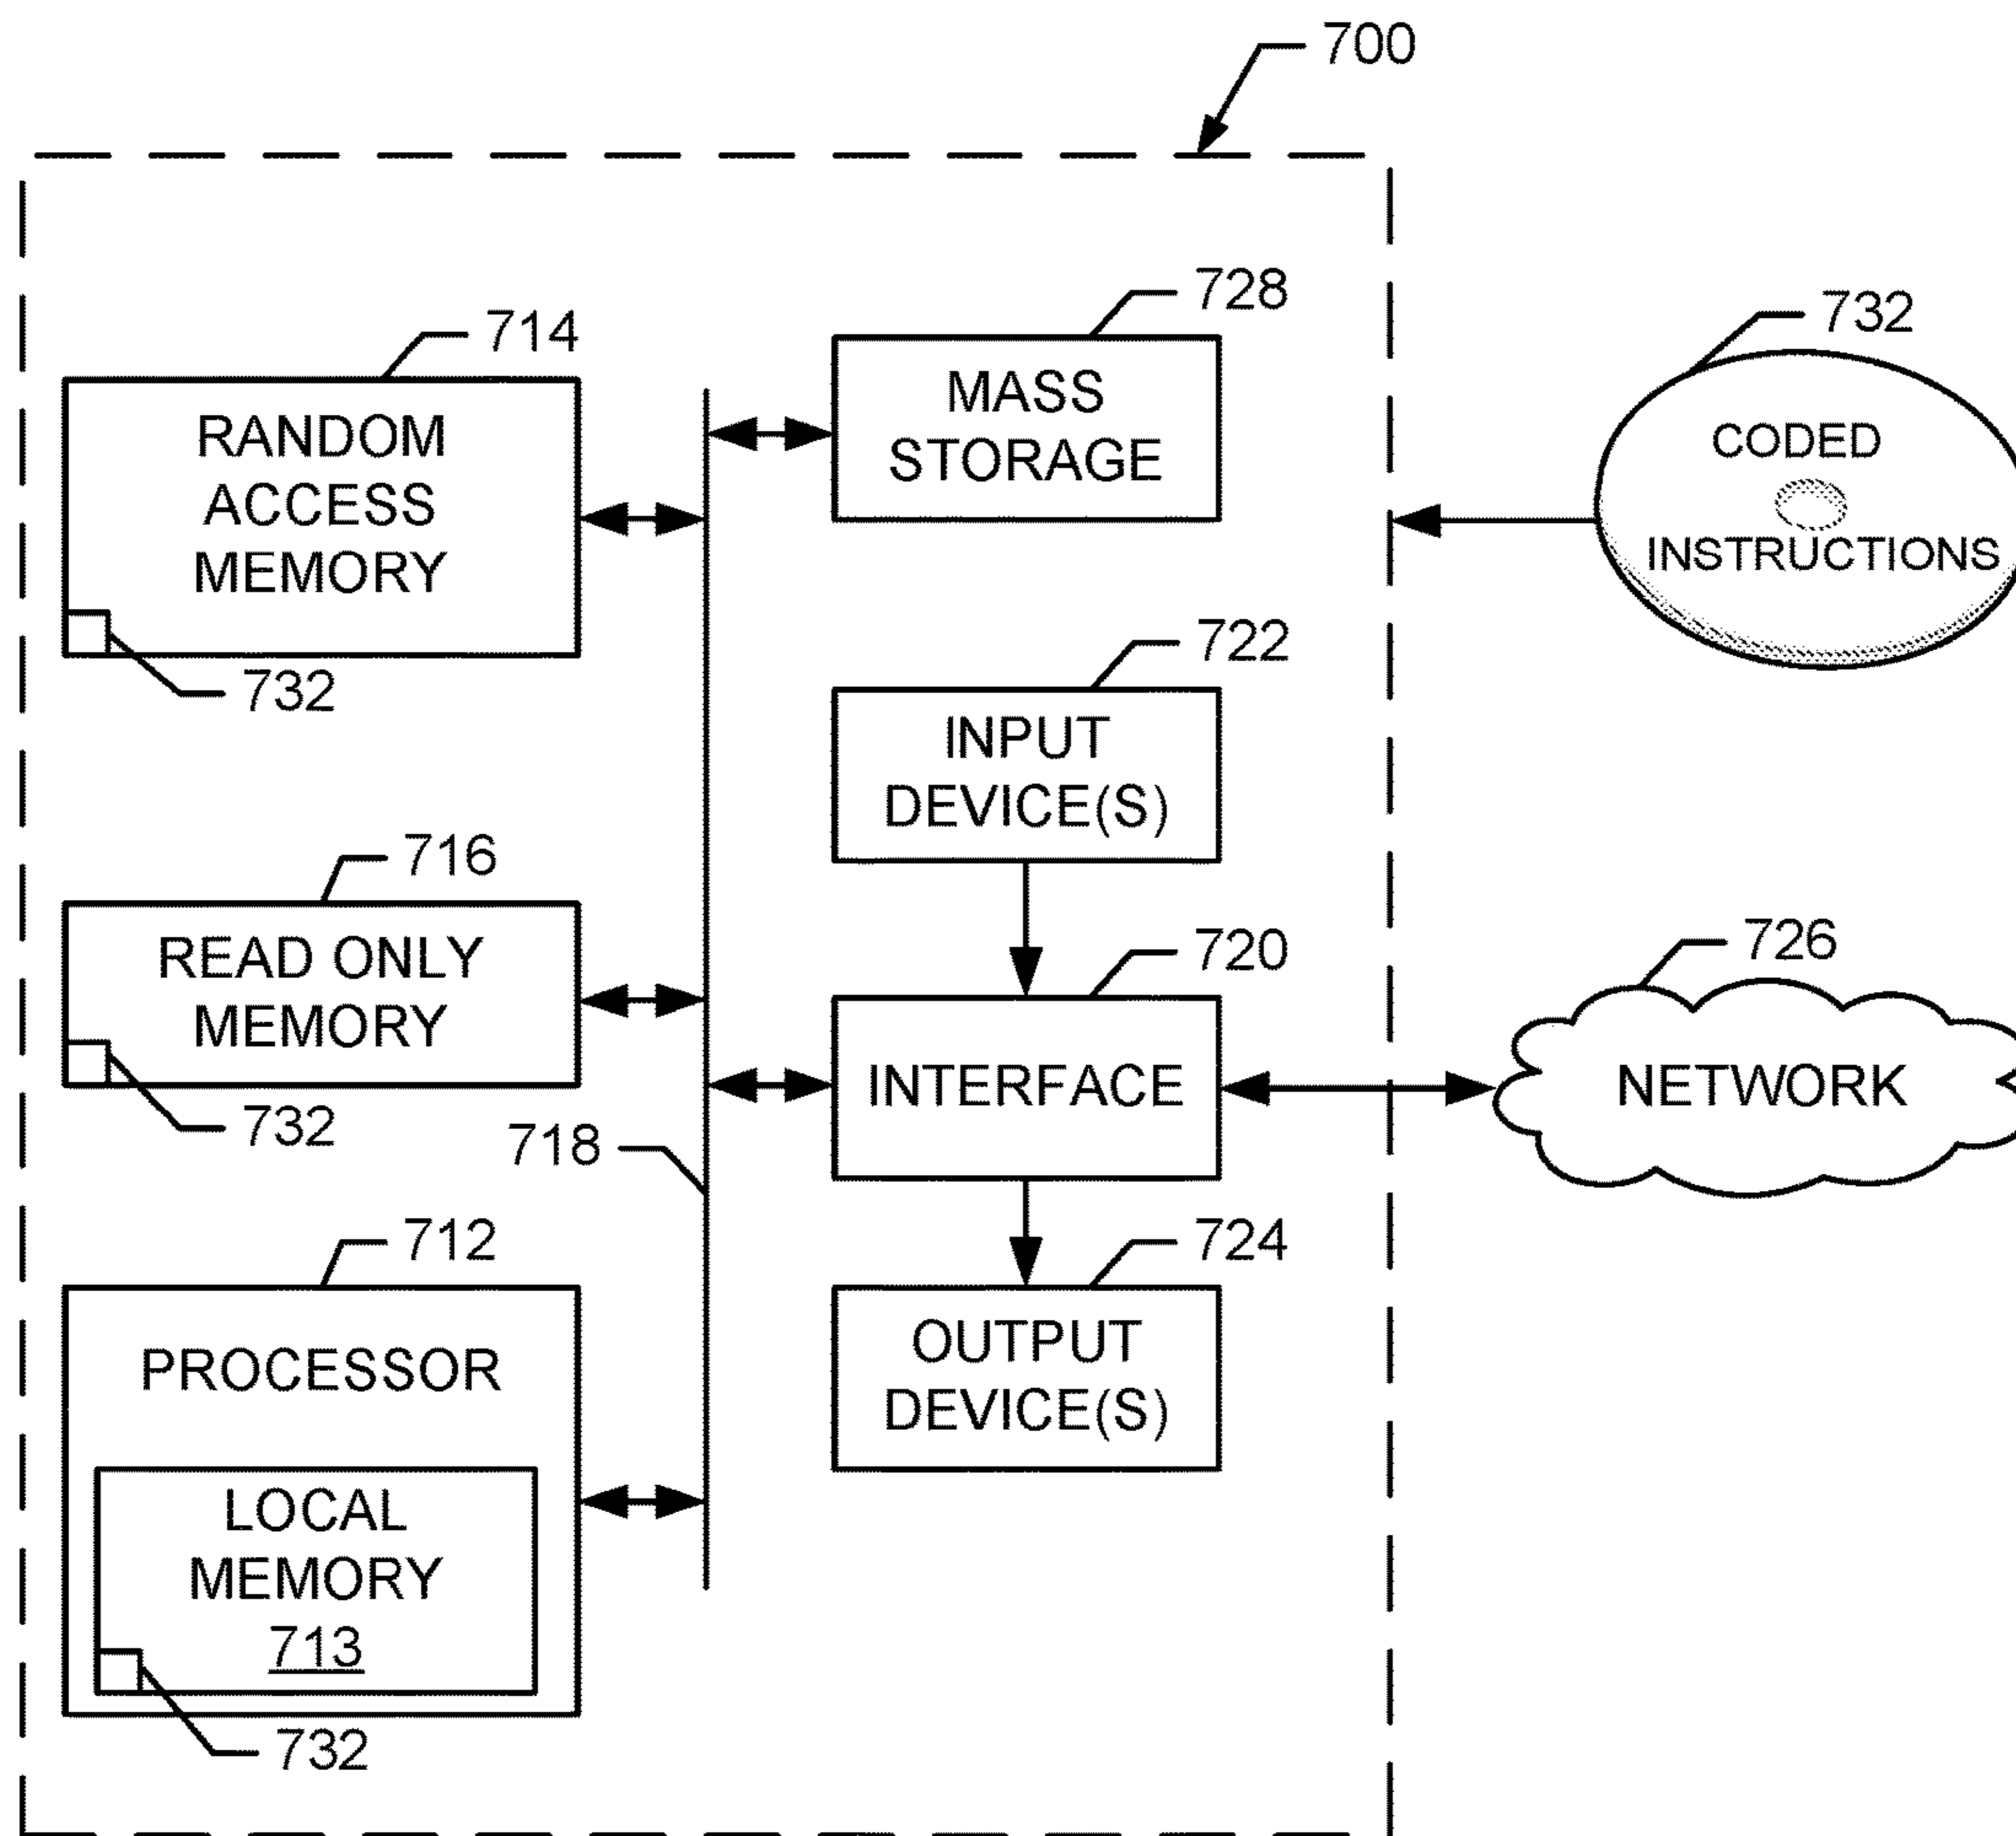 700
728
MASS
STORAGE
714
RANDOM
ACCESS
MEMORY
732
732
CODED
INSTRUCTIONS
722
INPUT
DEVICE(S)
716
READ ONLY
MEMORY
732
720
INTERFACE
726
NETWORK
718
712
PROCESSOR
LOCAL
MEMORY
713
732
724
OUTPUT
DEVICE(S)